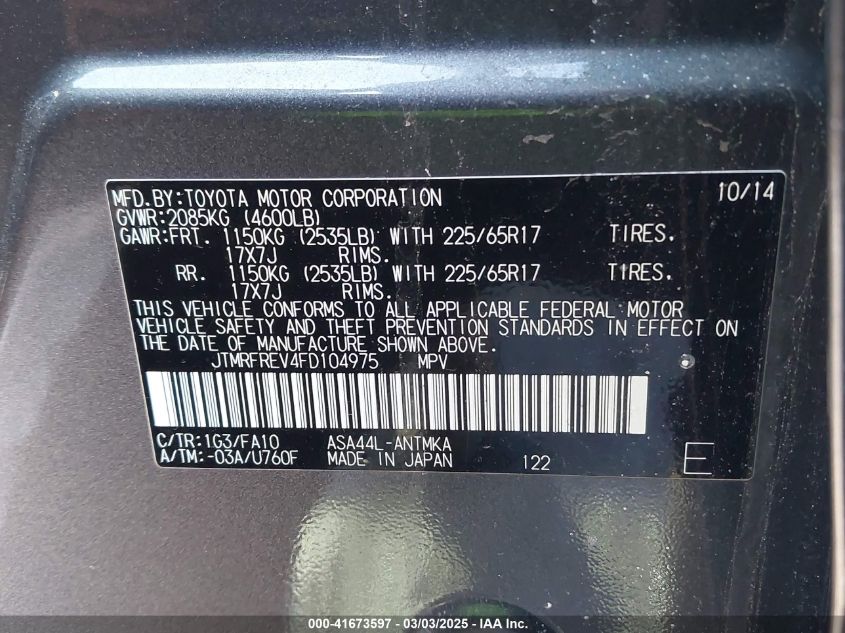 MFD.BY:TOYOTA MOTOR CORPORATION 10/14
GVWR:2085KG (4600LB)
GAWR:FRT. 1150KG (2535LB) WITH 225/65R17 TIRES.
17X7J RIMS.
RR. 1150KG (2535LB) WITH 225/65R17 TIRES.
17X7J RIMS.
THIS VEHICLE CONFORMS TO ALL APPLICABLE FEDERAL MOTOR
VEHICLE SAFETY AND THEFT PREVENTION STANDARDS IN EFFECT ON
THE DATE OF MANUFACTURE SHOWN ABOVE.
JTMRFREV4FD104975 MPV
C/TR:1G3/FA10 ASA44L-ANTMKA
A/TM:-03A/U760F MADE IN JAPAN 122 E
000-41673597 - 03/03/2025 - IAA Inc.